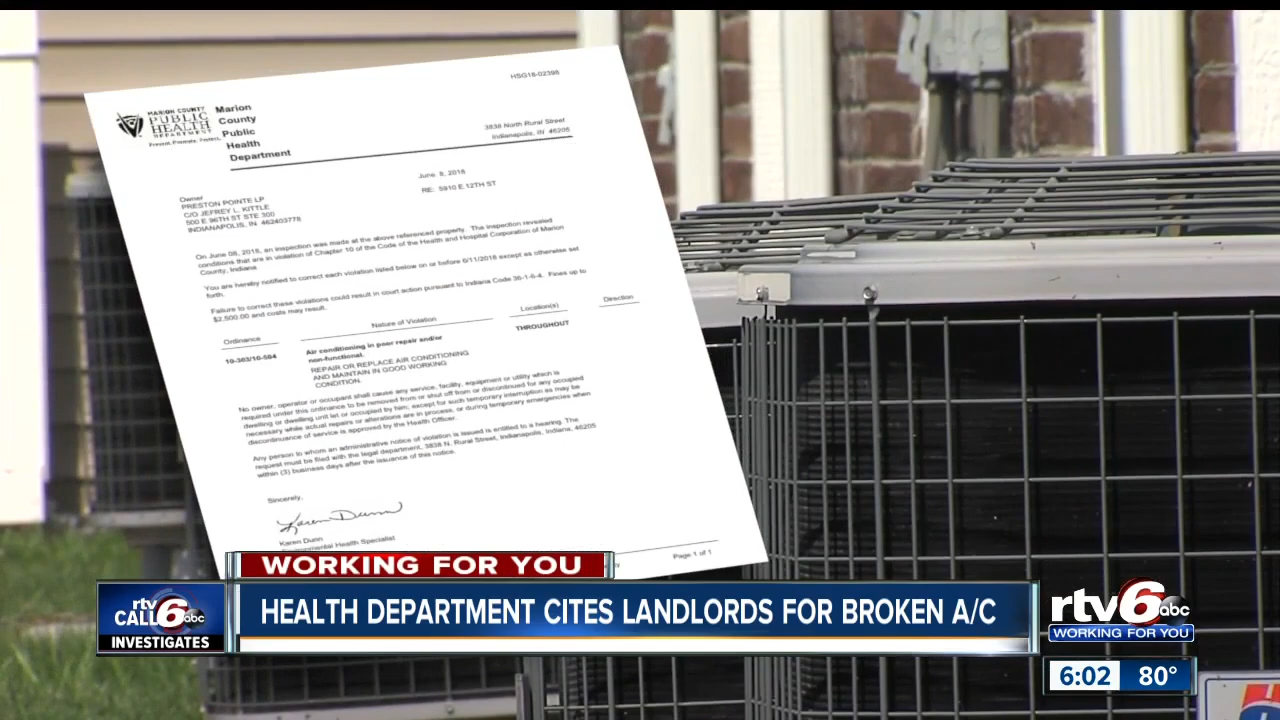 HSG18-02398
MARION COUNTY
PUBLIC
HEALTH
DEPARTMENT
Prevent. Promote. Protect.
Marion
County
Public
Health
Department
3838 North Rural Street
Indianapolis, IN 46205
June 8, 2018
RE: 5910 E 12TH ST
Owner
PRESTON POINTE LP
C/O JEFREY L. KITTLE
500 E 96TH ST STE 300
INDIANAPOLIS, IN 462403778
On June 08, 2018, an inspection was made at the above referenced property. The inspection revealed
conditions that are in violation of Chapter 10 of the Code of the Health and Hospital Corporation of Marion
County, Indiana
You are hereby notified to correct each violation listed below on or before 6/11/2018 except as otherwise set
forth.
Failure to correct these violations could result in court action pursuant to Indiana Code 36-1-6-4. Fines up to
$2,500.00 and costs may result.
Ordinance Nature of Violation Location(s) Direction
10-303/10-504 Air conditioning in poor repair and/or THROUGHOUT
non-functional.
REPAIR OR REPLACE AIR CONDITIONING
AND MAINTAIN IN GOOD WORKING
CONDITION.
No owner, operator or occupant shall cause any service, facility, equipment or utility which is
required under this ordinance to be removed from or shut off from or discontinued for any occupied
dwelling or dwelling unit let or occupied by him; except for such temporary interruption as may be
necessary while actual repairs or alterations are in process, or during temporary emergencies when
discontinuance of service is approved by the Health Officer.
Any person to whom an administrative notice of violation is issued is entitled to a hearing. The
request must be filed with the legal department, 3838 N. Rural Street, Indianapolis, Indiana, 46205
within (3) business days after the issuance of this notice.
Sincerely,
Karen Dunn
Karen Dunn
Environmental Health Specialist
Page 1 of 1
WORKING FOR YOU
rtv6 abc
CALL 6
INVESTIGATES
HEALTH DEPARTMENT CITES LANDLORDS FOR BROKEN A/C
rtv6 abc
WORKING FOR YOU
6:02 80°